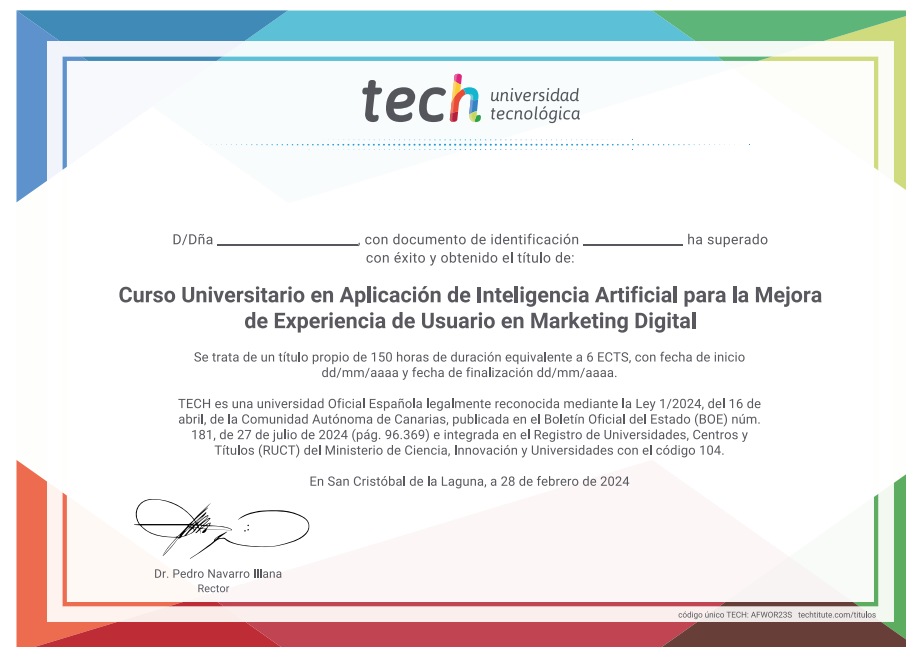 tech universidad
tecnológica
D/Dña ____________________, con documento de identificación ______________ ha superado
con éxito y obtenido el título de:
Curso Universitario en Aplicación de Inteligencia Artificial para la Mejora
de Experiencia de Usuario en Marketing Digital
Se trata de un título propio de 150 horas de duración equivalente a 6 ECTS, con fecha de inicio
dd/mm/aaaa y fecha de finalización dd/mm/aaaa.
TECH es una universidad Oficial Española legalmente reconocida mediante la Ley 1/2024, del 16 de
abril, de la Comunidad Autónoma de Canarias, publicada en el Boletín Oficial del Estado (BOE) núm.
181, de 27 de julio de 2024 (pág. 96.369) e integrada en el Registro de Universidades, Centros y
Títulos (RUCT) del Ministerio de Ciencia, Innovación y Universidades con el código 104.
En San Cristóbal de la Laguna, a 28 de febrero de 2024
Dr. Pedro Navarro Illana
Rector
código único TECH: AFWOR23S techtitute.com/titulos